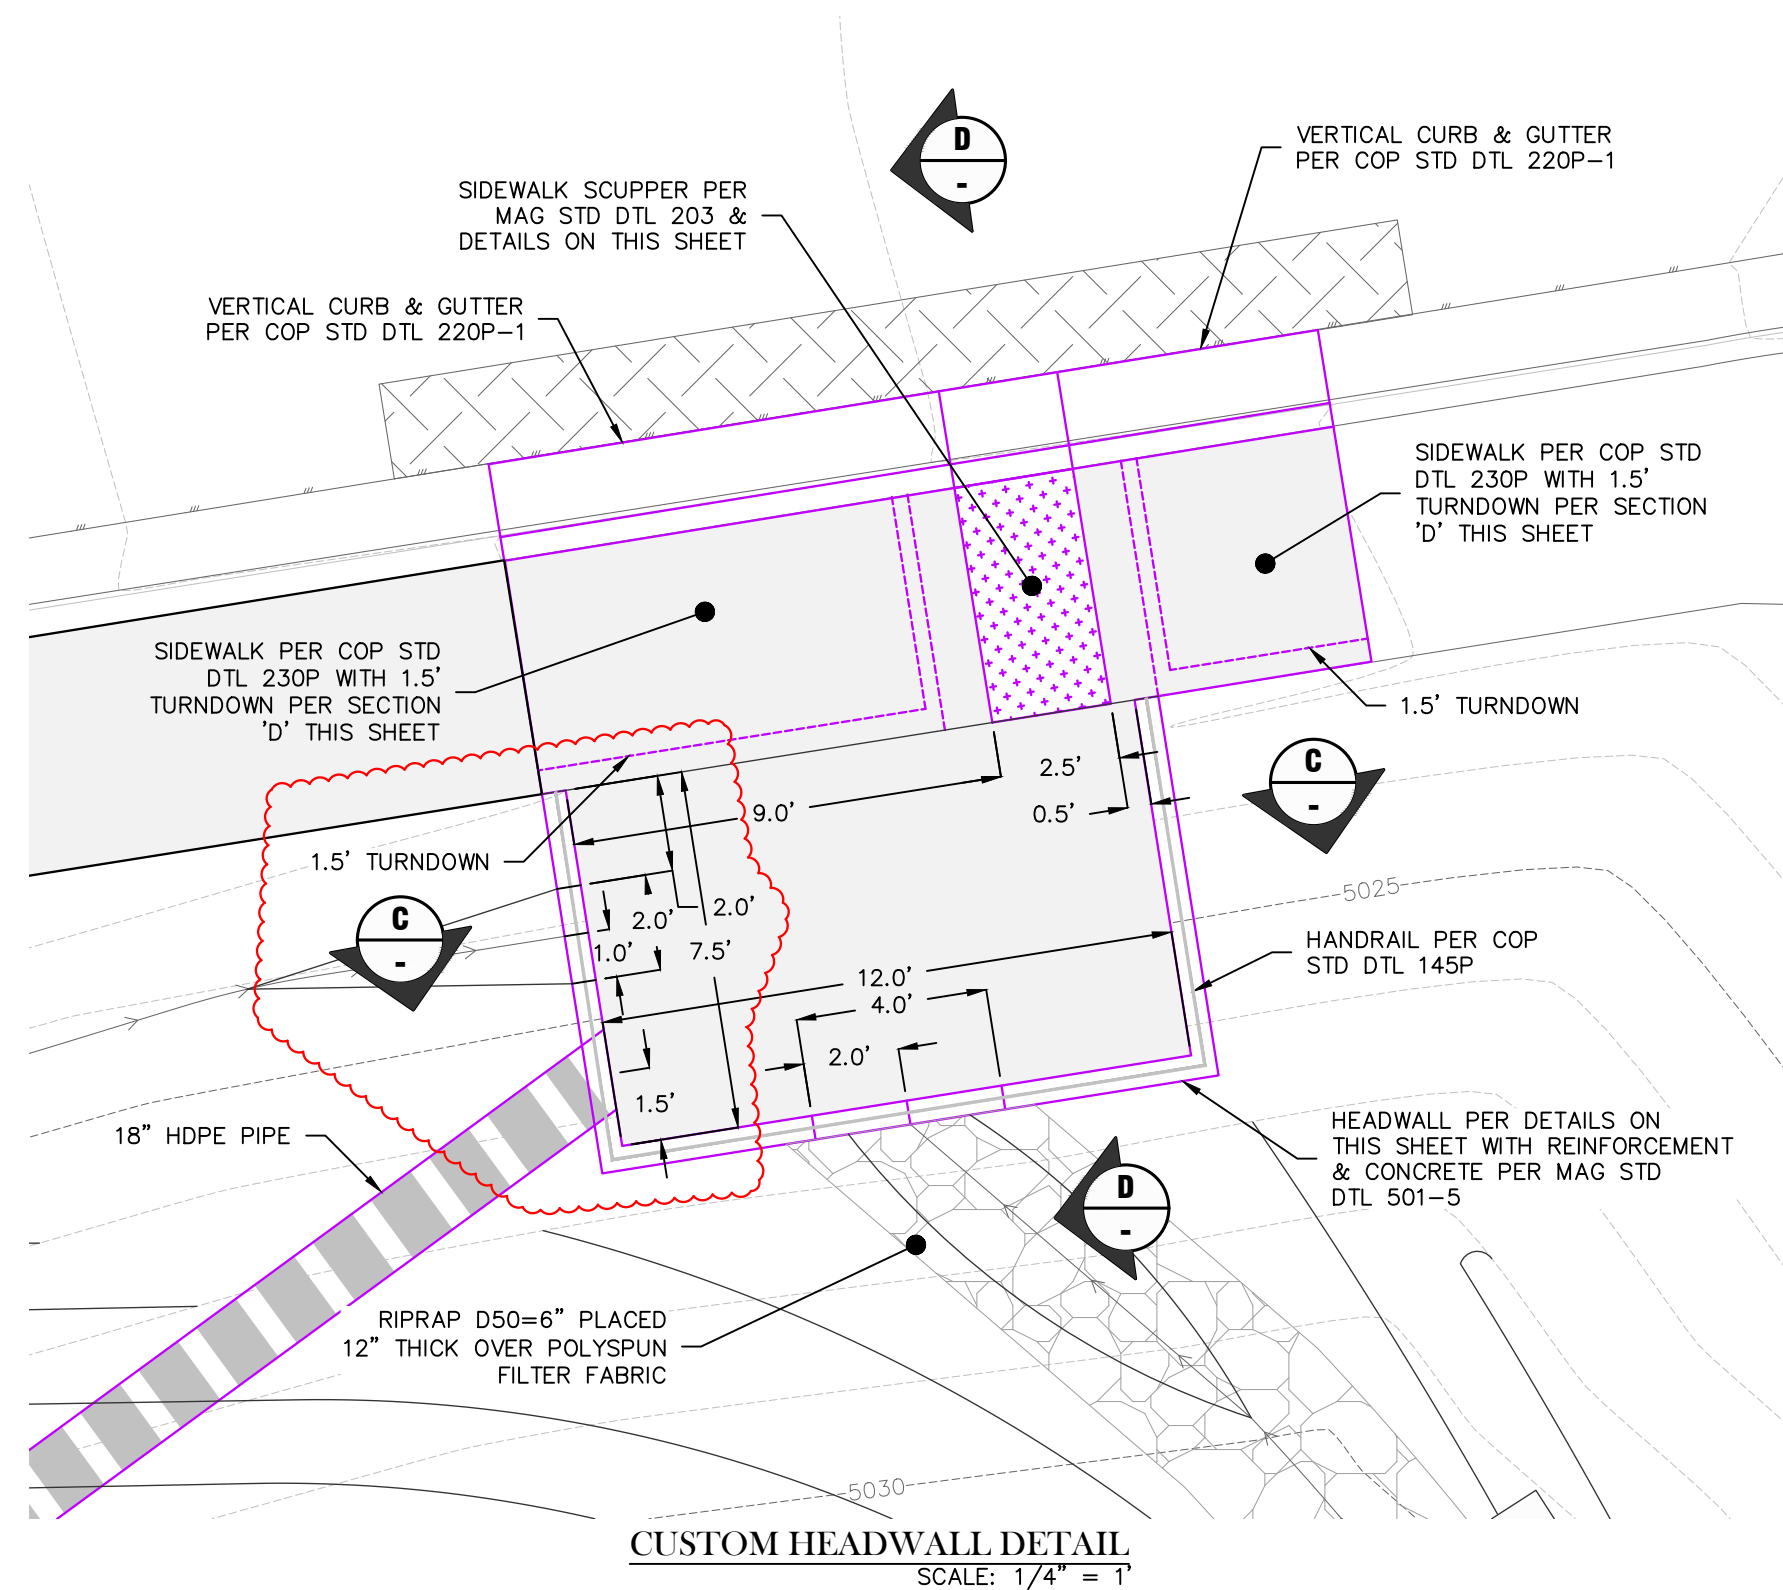 D
-
VERTICAL CURB & GUTTER
PER COP STD DTL 220P-1
SIDEWALK SCUPPER PER
MAG STD DTL 203 &
DETAILS ON THIS SHEET
VERTICAL CURB & GUTTER
PER COP STD DTL 220P-1
SIDEWALK PER COP STD
DTL 230P WITH 1.5'
TURNDOWN PER SECTION
'D' THIS SHEET
SIDEWALK PER COP STD
DTL 230P WITH 1.5'
TURNDOWN PER SECTION
'D' THIS SHEET
1.5' TURNDOWN
C
-
2.5'
9.0'
0.5'
1.5' TURNDOWN
5025
C
-
2.0'
2.0'
1.0'
7.5'
HANDRAIL PER COP
STD DTL 145P
12.0'
4.0'
2.0'
1.5'
18" HDPE PIPE
HEADWALL PER DETAILS ON
THIS SHEET WITH REINFORCEMENT
& CONCRETE PER MAG STD
DTL 501-5
D
-
RIPRAP D50=6" PLACED
12" THICK OVER POLYSPUN
FILTER FABRIC
5030
CUSTOM HEADWALL DETAIL
SCALE: 1/4" = 1'